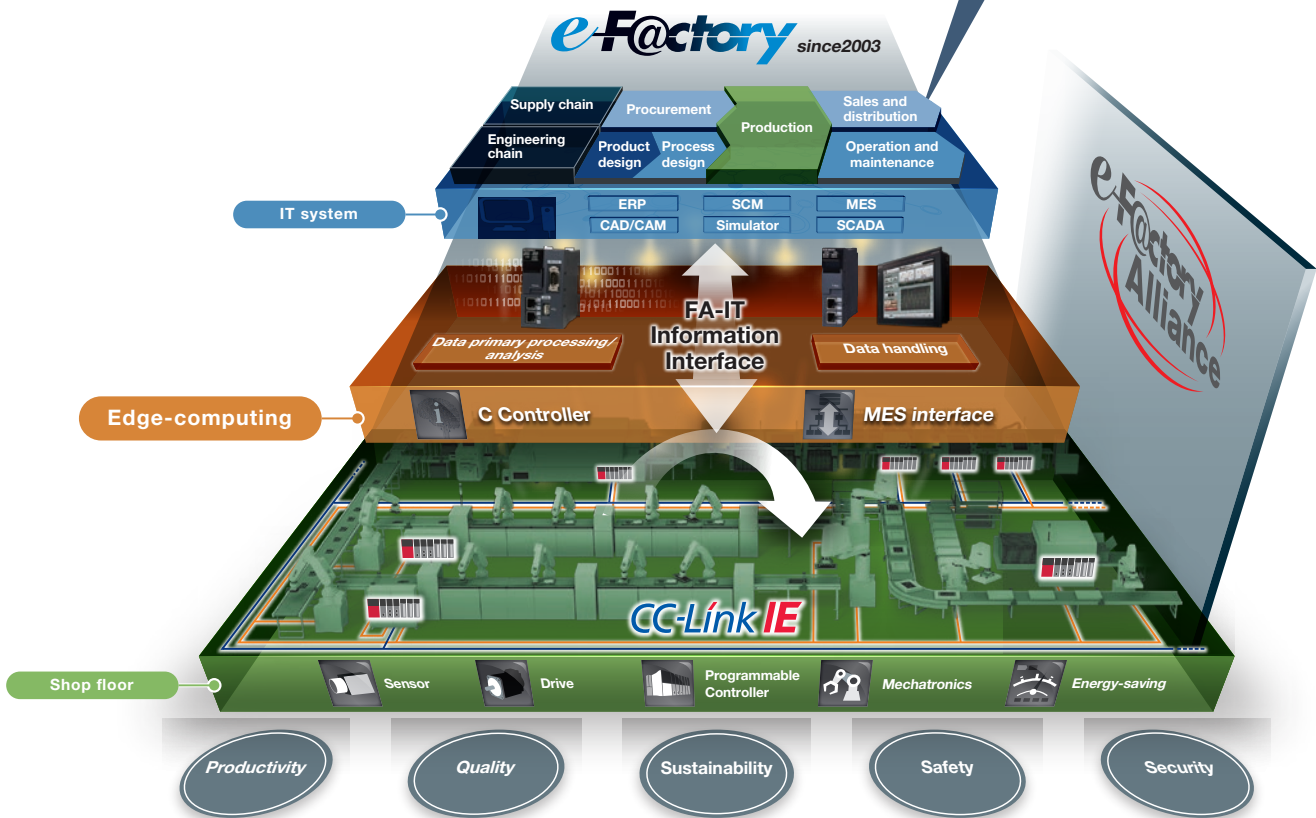 e-F@ctory since2003
Supply chain
Procurement
Production
Sales and
distribution
Engineering
chain
Product
design
Process
design
Operation and
maintenance
IT system
ERP
SCM
MES
CAD/CAM
Simulator
SCADA
e-F@ctory
Alliance
FA-IT
Information
Interface
Data primary processing/
analysis
Data handling
Edge-computing
C Controller
MES interface
CC-Link IE
Shop floor
Sensor
Drive
Programmable
Controller
Mechatronics
Energy-saving
Productivity
Quality
Sustainability
Safety
Security